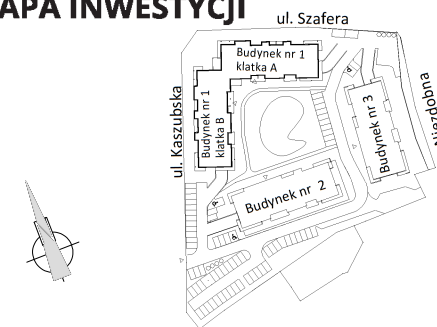 APA INWESTYCJI
ul. Szafera
Budynek nr 1
klatka A
ul. Kaszubska
Budynek nr 1
klatka B
Budynek nr 3
Niezdobna
Budynek nr 2